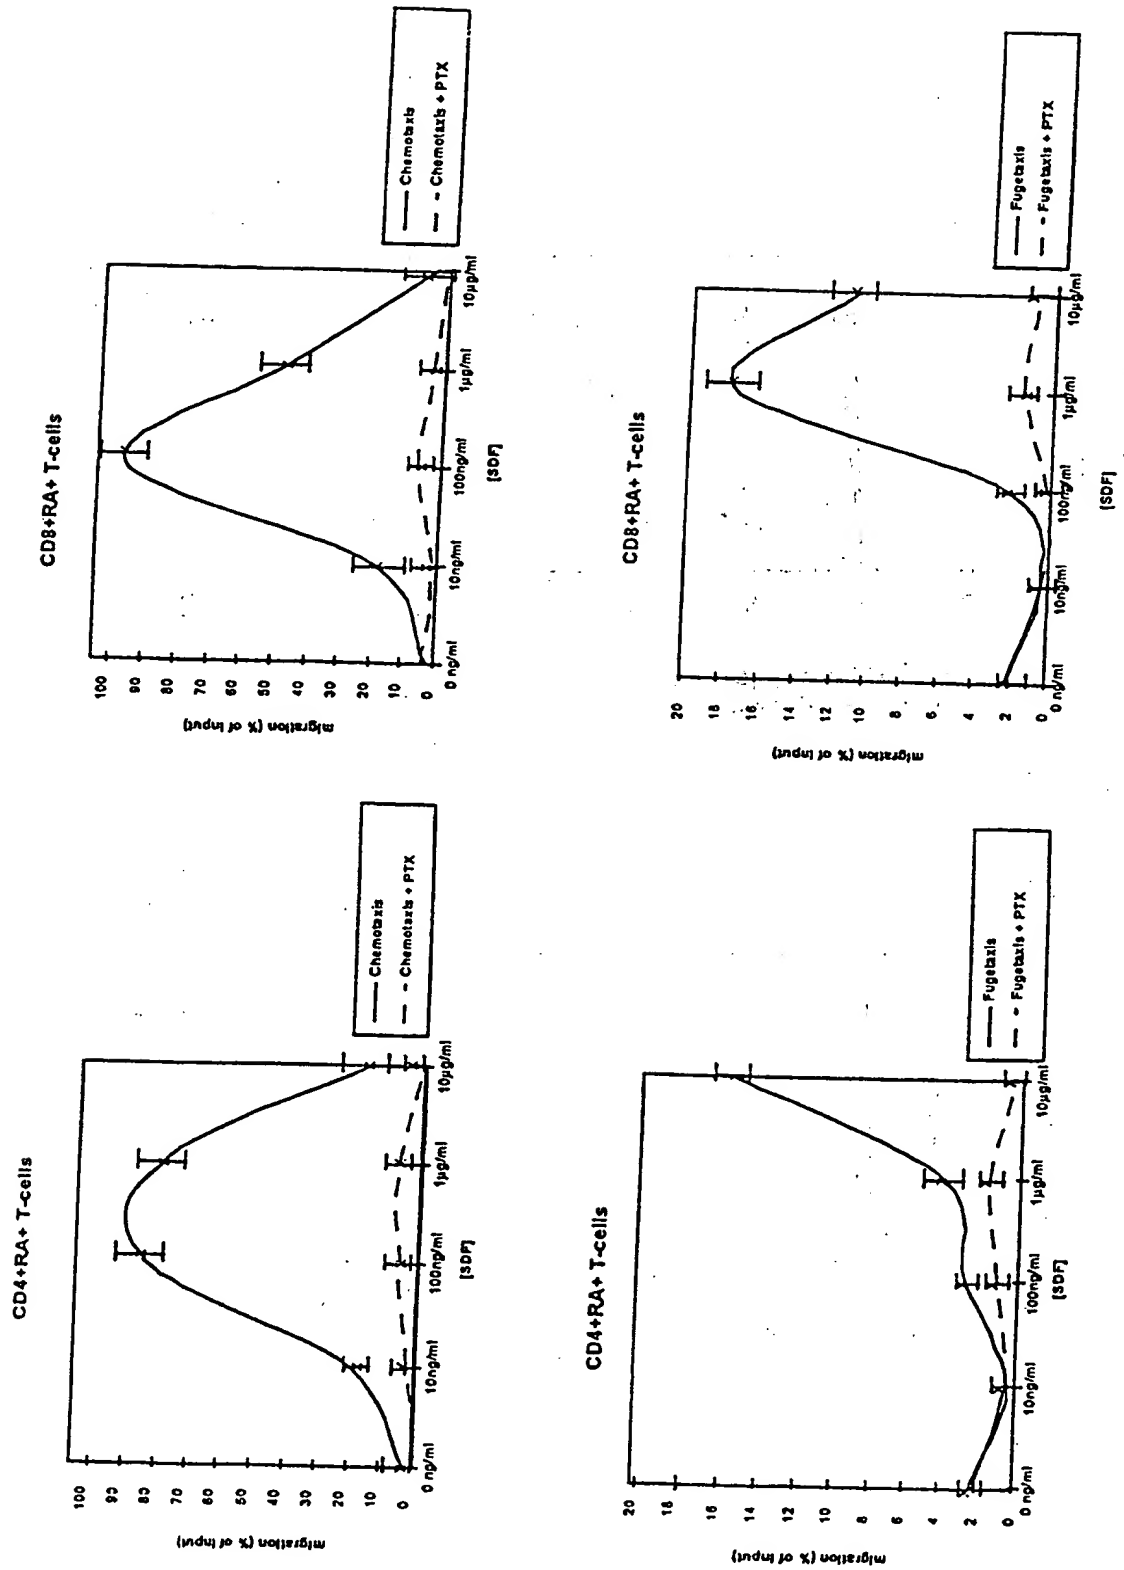 CD4+RA+ T-cells
migration (% of input)
100
90
80
70
60
50
40
30
20
10
0
0 ng/ml
10ng/ml
100ng/ml
1µg/ml
10µg/ml
[SDF]
Chemotaxis
Chemotaxis + PTX
CD8+RA+ T-cells
migration (% of input)
100
90
80
70
60
50
40
30
20
10
0
0 ng/ml
10ng/ml
100ng/ml
1µg/ml
10µg/ml
[SDF]
Chemotaxis
Chemotaxis + PTX
CD4+RA+ T-cells
migration (% of input)
20
18
16
14
12
10
8
6
4
2
0
0 ng/ml
10ng/ml
100ng/ml
1µg/ml
10µg/ml
[SDF]
Fugetaxis
Fugetaxis + PTX
CD8+RA+ T-cells
migration (% of input)
20
18
16
14
12
10
8
6
4
2
0
0 ng/ml
10ng/ml
100ng/ml
1µg/ml
10µg/ml
[SDF]
Fugetaxis
Fugetaxis + PTX